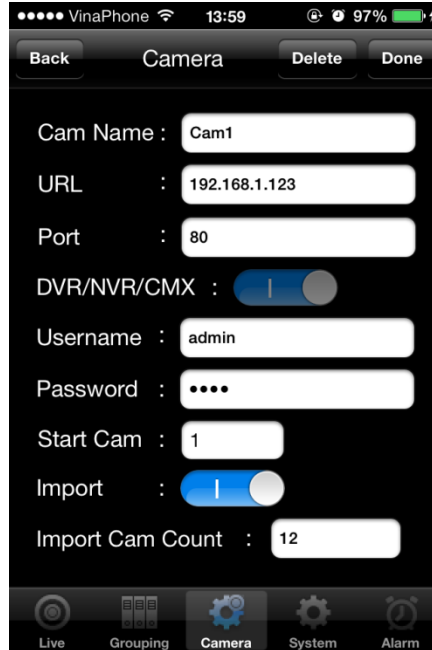 VinaPhone 13:59 97%
Back Camera Delete Done
Cam Name : Cam1
URL : 192.168.1.123
Port : 80
DVR/NVR/CMX :
Username : admin
Password : ••••
Start Cam : 1
Import :
Import Cam Count : 12
Live Grouping Camera System Alarm